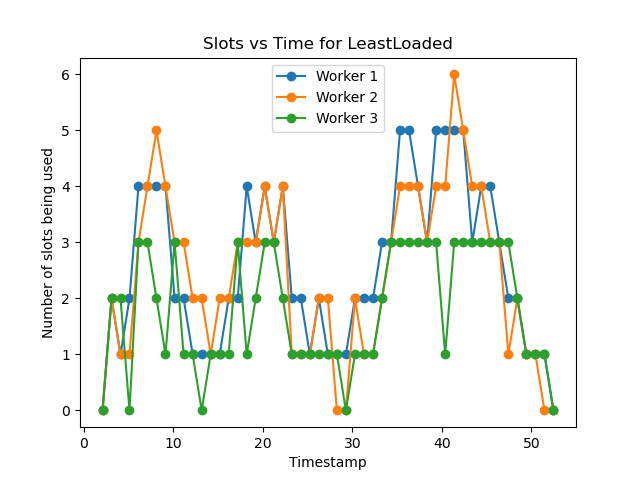 Slots vs Time for LeastLoaded
Worker 1
Worker 2
Worker 3
Number of slots being used
6
5
4
3
2
1
0
0 10 20 30 40 50
Timestamp